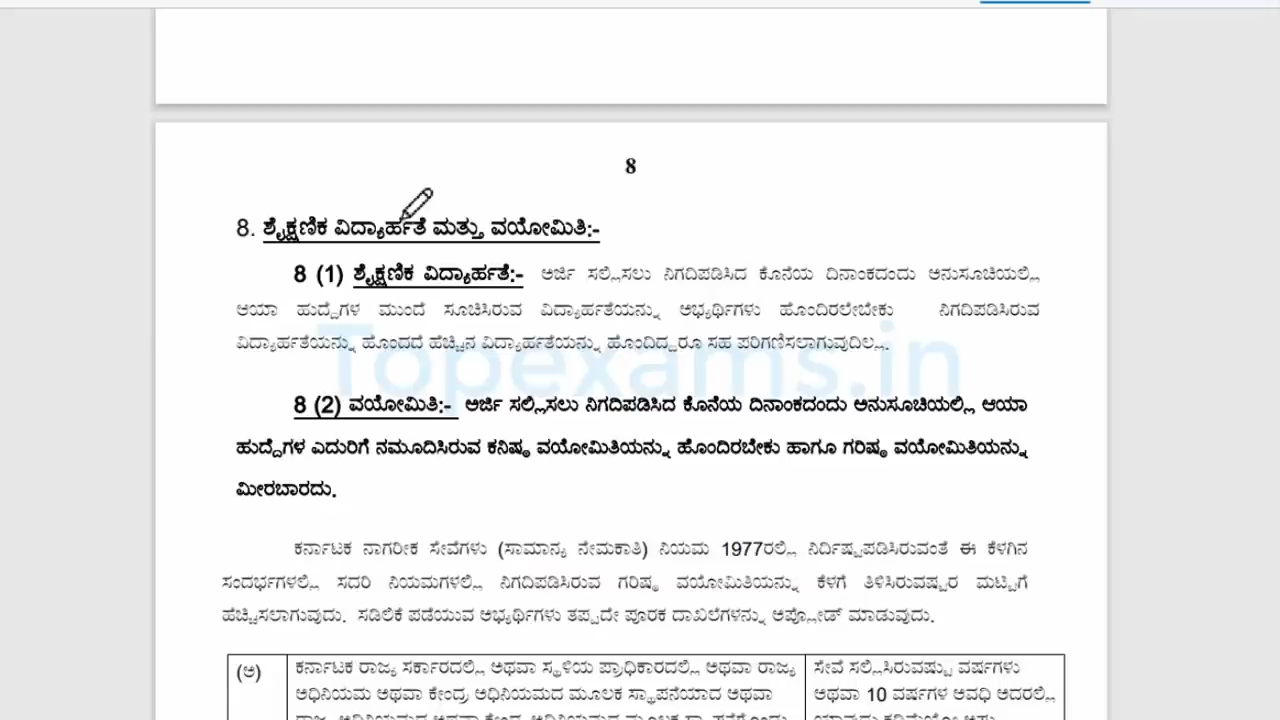 8
8. ಶೈಕ್ಷಣಿಕ ವಿದ್ಯಾರ್ಹತೆ ಮತ್ತು ವಯೋಮಿತಿ:-
8 (1) ಶೈಕ್ಷಣಿಕ ವಿದ್ಯಾರ್ಹತೆ:- ಅರ್ಜಿ ಸಲ್ಲಿಸಲು ನಿಗದಿಪಡಿಸಿದ ಕೊನೆಯ ದಿನಾಂಕದಂದು ಅನುಸೂಚಿಯಲ್ಲಿ
ಆಯಾ ಹುದ್ದೆಗಳ ಮುಂದೆ ಸೂಚಿಸಿರುವ ವಿದ್ಯಾರ್ಹತೆಯನ್ನು ಅಭ್ಯರ್ಥಿಗಳು ಹೊಂದಿರಲೇಬೇಕು ನಿಗದಿಪಡಿಸಿರುವ
ವಿದ್ಯಾರ್ಹತೆಯನ್ನು ಹೊಂದದೆ ಹೆಚ್ಚಿನ ವಿದ್ಯಾರ್ಹತೆಯನ್ನು ಹೊಂದಿದ್ದರೂ ಸಹ ಪರಿಗಣಿಸಲಾಗುವುದಿಲ್ಲ.
Topexams.in
8 (2) ವಯೋಮಿತಿ:- ಅರ್ಜಿ ಸಲ್ಲಿಸಲು ನಿಗದಿಪಡಿಸಿದ ಕೊನೆಯ ದಿನಾಂಕದಂದು ಅನುಸೂಚಿಯಲ್ಲಿ ಆಯಾ
ಹುದ್ದೆಗಳ ಎದುರಿಗೆ ನಮೂದಿಸಿರುವ ಕನಿಷ್ಠ ವಯೋಮಿತಿಯನ್ನು ಹೊಂದಿರಬೇಕು ಹಾಗೂ ಗರಿಷ್ಠ ವಯೋಮಿತಿಯನ್ನು
ಮೀರಬಾರದು.
ಕರ್ನಾಟಕ ನಾಗರೀಕ ಸೇವೆಗಳು (ಸಾಮಾನ್ಯ ನೇಮಕಾತಿ) ನಿಯಮ 1977ರಲ್ಲಿ ನಿರ್ದಿಷ್ಟಪಡಿಸಿರುವಂತೆ ಈ ಕೆಳಗಿನ
ಸಂದರ್ಭಗಳಲ್ಲಿ ಸದರಿ ನಿಯಮಗಳಲ್ಲಿ ನಿಗದಿಪಡಿಸಿರುವ ಗರಿಷ್ಠ ವಯೋಮಿತಿಯನ್ನು ಕೆಳಗೆ ತಿಳಿಸಿರುವಷ್ಟರ ಮಟ್ಟಿಗೆ
ಹೆಚ್ಚಿಸಲಾಗುವುದು. ಸಡಿಲಿಕೆ ಪಡೆಯುವ ಅಭ್ಯರ್ಥಿಗಳು ತಪ್ಪದೇ ಪೂರಕ ದಾಖಲೆಗಳನ್ನು ಅಪ್ಲೋಡ್ ಮಾಡುವುದು.
(ಅ) ಕರ್ನಾಟಕ ರಾಜ್ಯ ಸರ್ಕಾರದಲ್ಲಿ ಅಥವಾ ಸ್ಥಳೀಯ ಪ್ರಾಧಿಕಾರದಲ್ಲಿ ಅಥವಾ ರಾಜ್ಯ ಸೇವೆ ಸಲ್ಲಿಸಿರುವಷ್ಟು ವರ್ಷಗಳು
ಅಧಿನಿಯಮ ಅಥವಾ ಕೇಂದ್ರ ಅಧಿನಿಯಮದ ಮೂಲಕ ಸ್ಥಾಪನೆಯಾದ ಅಥವಾ ಅಥವಾ 10 ವರ್ಷಗಳ ಅವಧಿ ಅದರಲ್ಲಿ